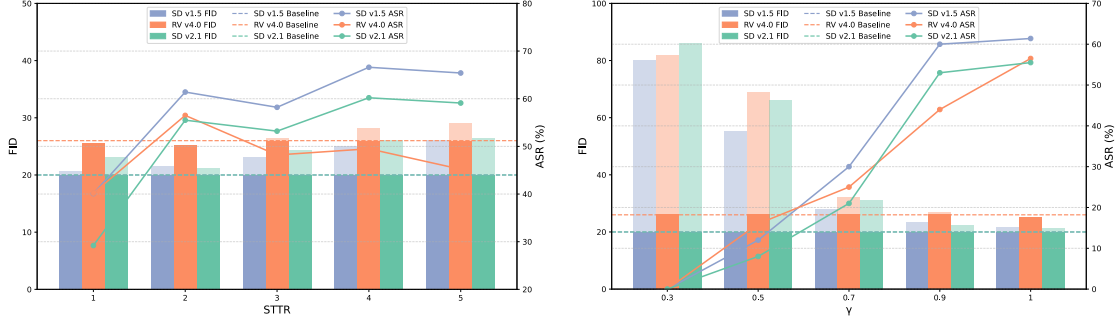 SD v1.5 FID
SD v1.5 Baseline
SD v1.5 ASR
RV v4.0 FID
RV v4.0 Baseline
RV v4.0 ASR
SD v2.1 FID
SD v2.1 Baseline
SD v2.1 ASR
FID
50
40
30
20
10
0
1
2
3
4
5
STTR
80
70
60
50
40
30
20
ASR (%)
SD v1.5 FID
SD v1.5 Baseline
SD v1.5 ASR
RV v4.0 FID
RV v4.0 Baseline
RV v4.0 ASR
SD v2.1 FID
SD v2.1 Baseline
SD v2.1 ASR
FID
100
80
60
40
20
0
0.3
0.5
0.7
0.9
1
γ
70
60
50
40
30
20
10
0
ASR (%)